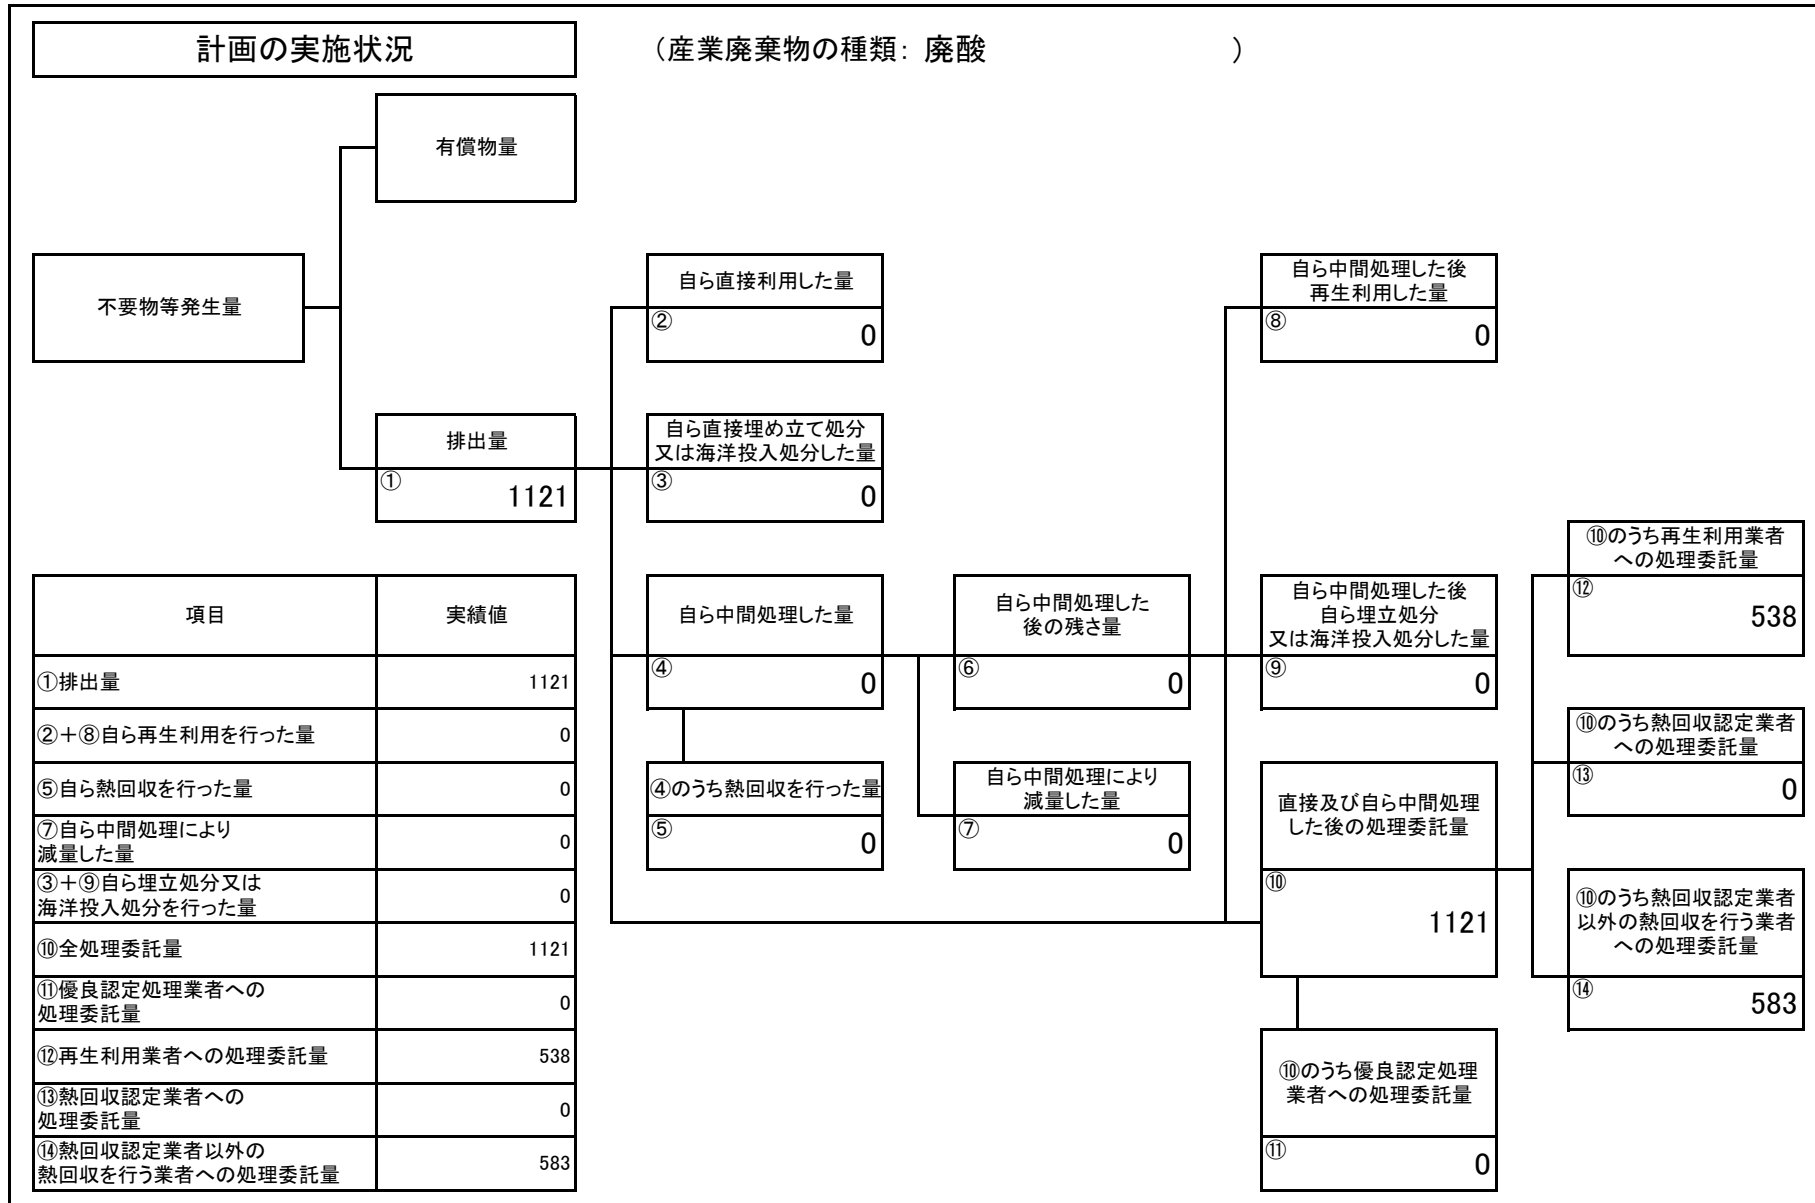 計画の実施状況
（産業廃棄物の種類： 廃酸　　　　　　　）
有償物量
不要物等発生量
自ら直接利用した量
②
0
自ら中間処理した後
再生利用した量
⑧
0
排出量
①
1121
自ら直接埋め立て処分
又は海洋投入処分した量
③
0
⑩のうち再生利用業者
への処理委託量
⑫
538
自ら中間処理した量
④
0
自ら中間処理した
後の残さ量
⑥
0
自ら中間処理した後
自ら埋立処分
又は海洋投入処分した量
⑨
0
⑩のうち熱回収認定業者
への処理委託量
⑬
0
④のうち熱回収を行った量
⑤
0
自ら中間処理により
減量した量
⑦
0
直接及び自ら中間処理
した後の処理委託量
⑩
1121
⑩のうち熱回収認定業者
以外の熱回収を行う業者
への処理委託量
⑭
583
⑩のうち優良認定処理
業者への処理委託量
⑪
0
項目 実績値
①排出量 1121
②＋⑧自ら再生利用を行った量 0
⑤自ら熱回収を行った量 0
⑦自ら中間処理により
減量した量 0
③＋⑨自ら埋立処分又は
海洋投入処分を行った量 0
⑩全処理委託量 1121
⑪優良認定処理業者への
処理委託量 0
⑫再生利用業者への処理委託量 538
⑬熱回収認定業者への
処理委託量 0
⑭熱回収認定業者以外の
熱回収を行う業者への処理委託量 583